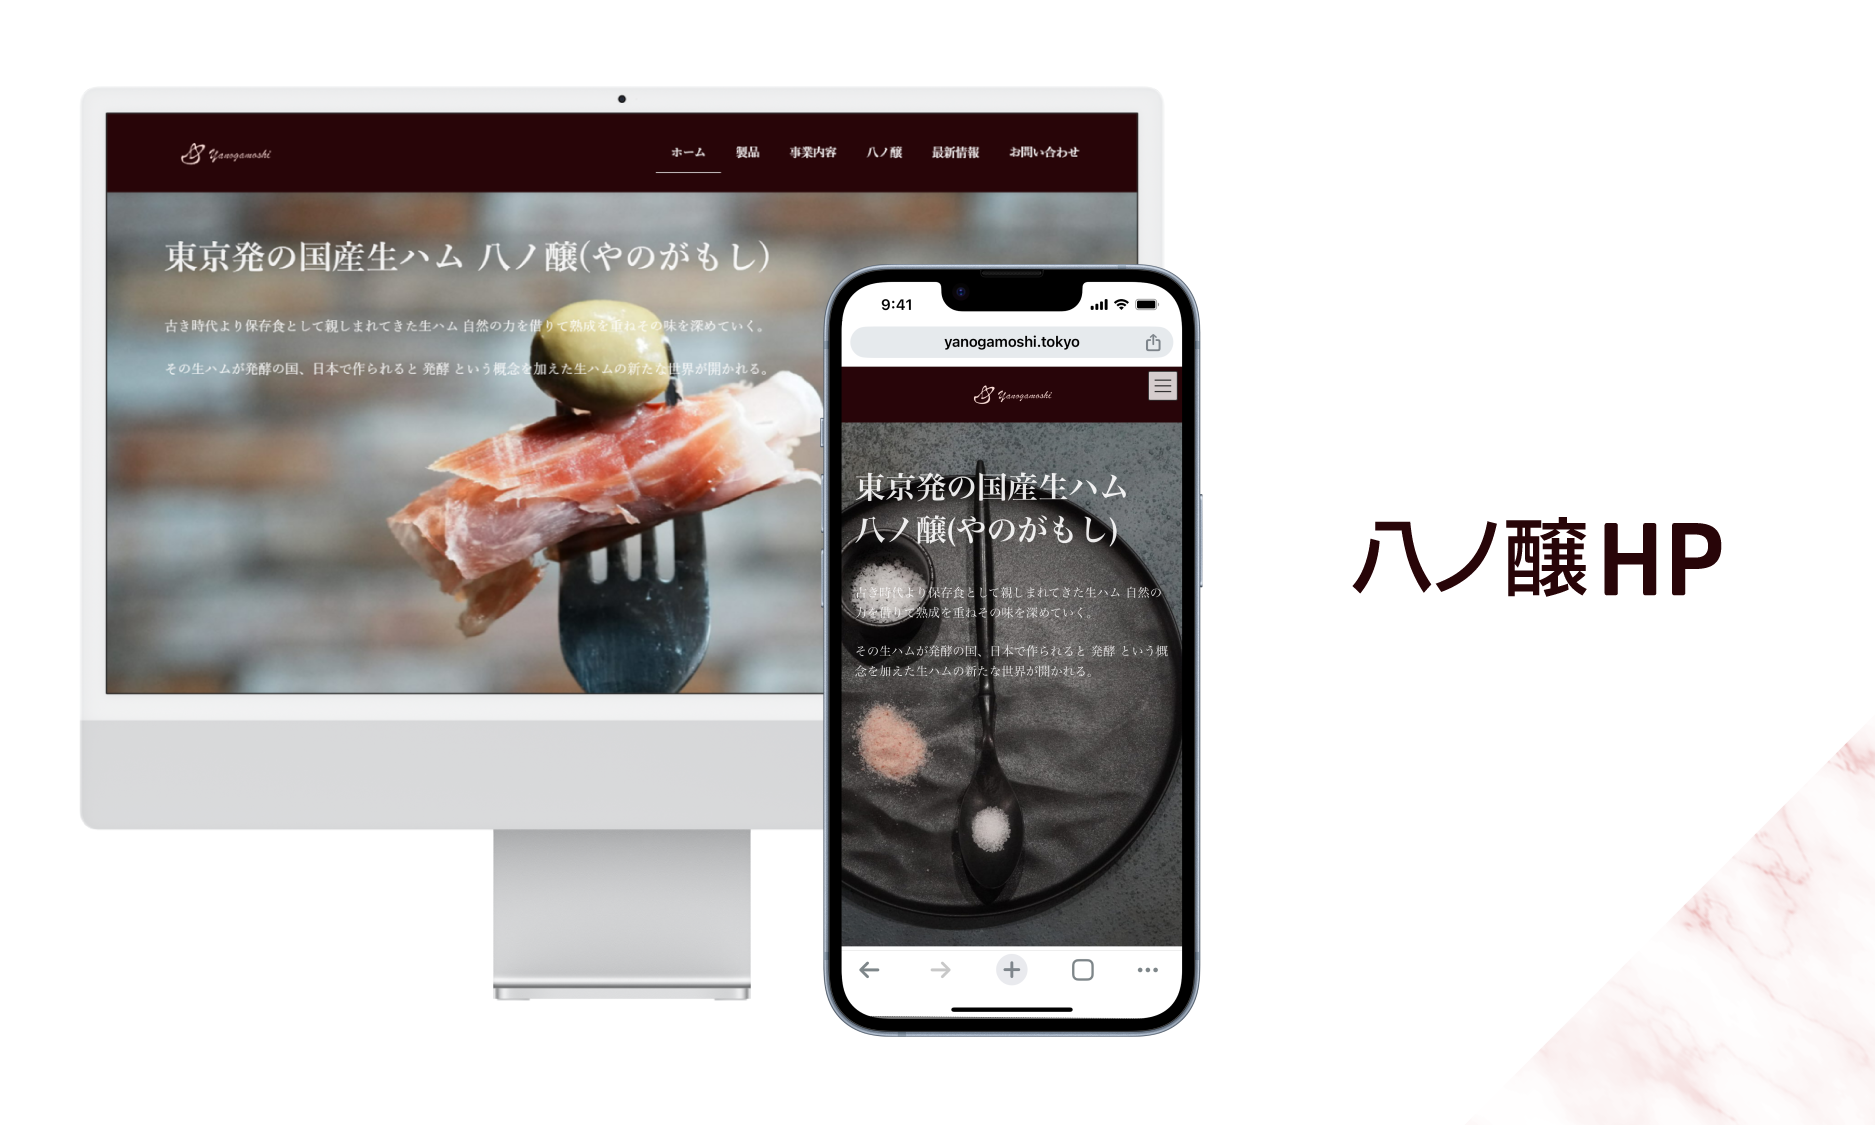 Yanogamoshi
ホーム 製品 事業内容 八ノ醸 最新情報 お問い合わせ
東京発の国産生ハム 八ノ醸(やのがもし)
古き時代より保存食として親しまれてきた生ハム 自然の力を借りて熟成を重ねその味を深めていく。
その生ハムが発酵の国、日本で作られると 発酵 という概念を加えた生ハムの新たな世界が開かれる。
9:41
yanogamoshi.tokyo
Yanogamoshi
東京発の国産生ハム
八ノ醸(やのがもし)
古き時代より保存食として親しまれてきた生ハム 自然の
力を借りて熟成を重ねその味を深めていく。
その生ハムが発酵の国、日本で作られると 発酵 という概
念を加えた生ハムの新たな世界が開かれる。
八ノ醸HP